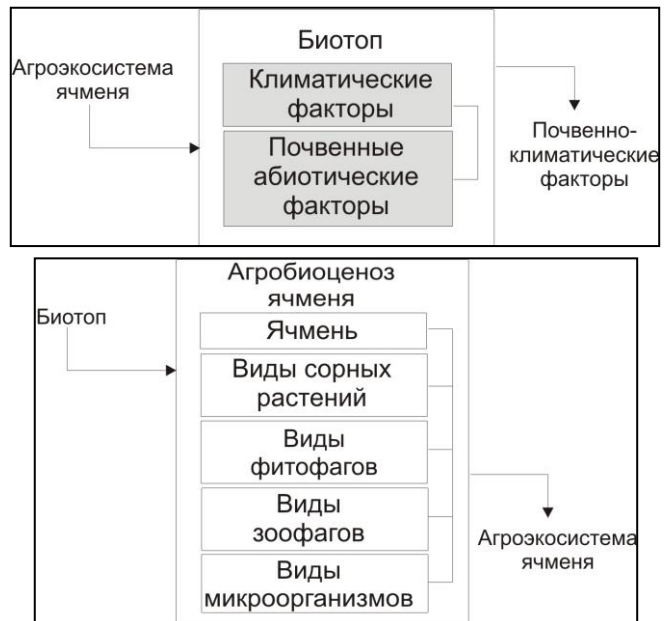 Биотоп
Агроэкосистема
ячменя
Климатические
факторы
Почвенные
абиотические
факторы
Почвенно-
климатические
факторы
Агробиоценоз
ячменя
Биотоп
Ячмень
Виды сорных
растений
Виды
фитофагов
Виды
зоофагов
Виды
микроорганизмов
Агроэкосистема
ячменя